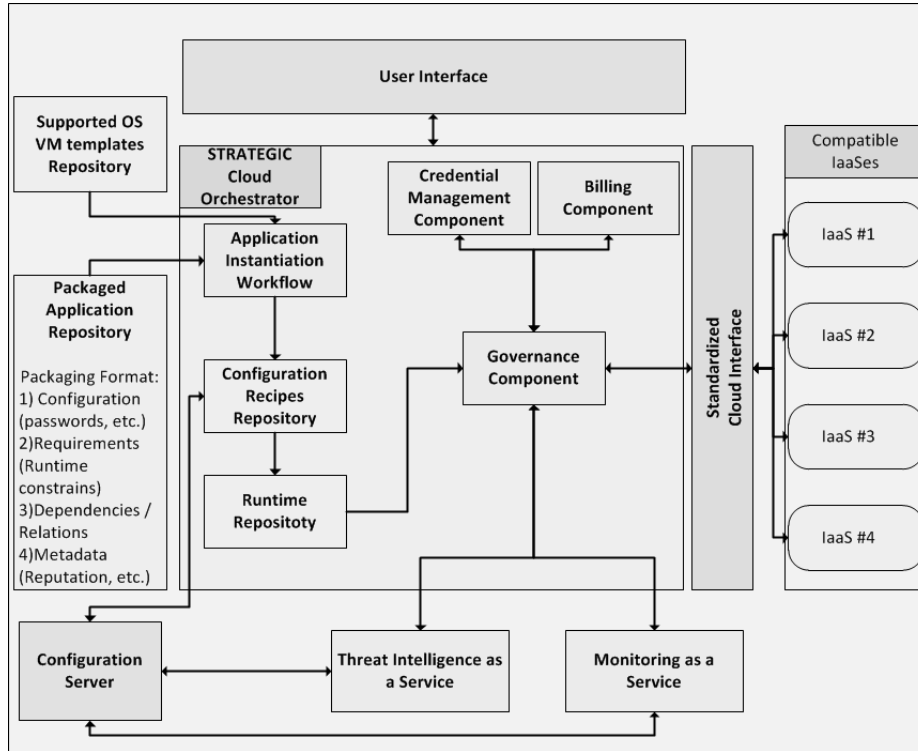 User Interface
Supported OS
VM templates
Repository
STRATEGIC
Cloud
Orchestrator
Credential
Management
Component
Billing
Component
Compatible
IaaSes
Application
Instantiation
Workflow
IaaS #1
Packaged
Application
Repository
Packaging Format:
1) Configuration
(passwords, etc.)
2)Requirements
(Runtime
constrains)
3)Dependencies /
Relations
4)Metadata
(Reputation, etc.)
Configuration
Recipes
Repository
Governance
Component
Standardized
Cloud Interface
IaaS #2
IaaS #3
Runtime
Repositoty
IaaS #4
Configuration
Server
Threat Intelligence as
a Service
Monitoring as a
Service